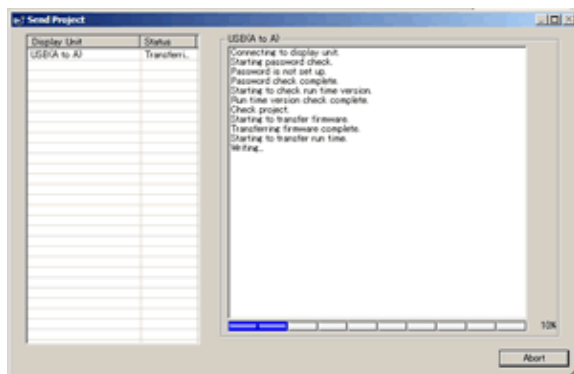 Send Project
Display Unit
Status
USB(A to A)
Transferri..
USB(A to A)
Connecting to display unit.
Starting password check.
Password is not set up.
Password check complete.
Starting to check run time version.
Run time version check complete.
Check project.
Starting to transfer firmware.
Transferring firmware complete.
Starting to transfer run time.
Writing..
10%
Abort